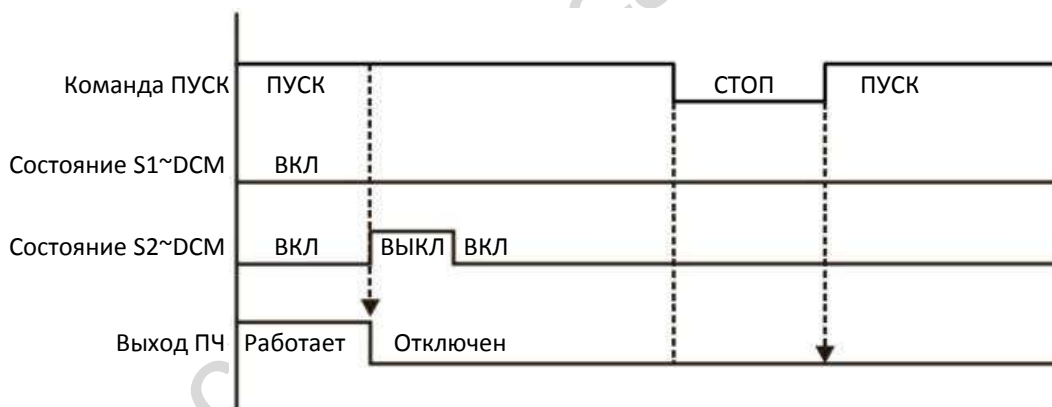 Команда ПУСК ПУСК СТОП ПУСК
Состояние S1~DCM ВКЛ
Состояние S2~DCM ВКЛ ВЫКЛ ВКЛ
Выход ПЧ Работает Отключен